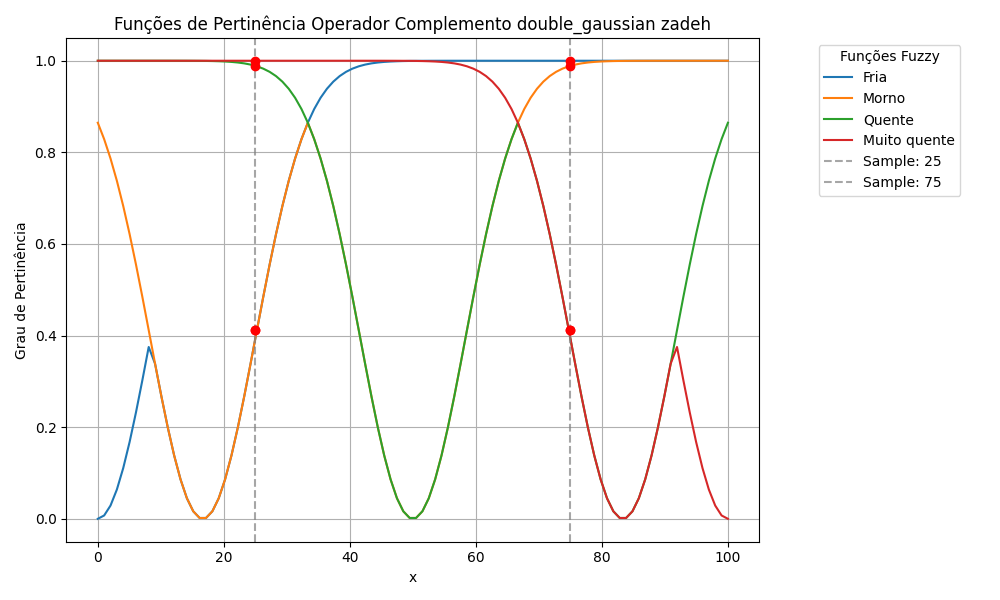 Funções de Pertinência Operador Complemento double_gaussian zadeh
Grau de Pertinência
1.0
0.8
0.6
0.4
0.2
0.0
0
20
40
60
80
100
x
Funções Fuzzy
Fria
Morno
Quente
Muito quente
Sample: 25
Sample: 75